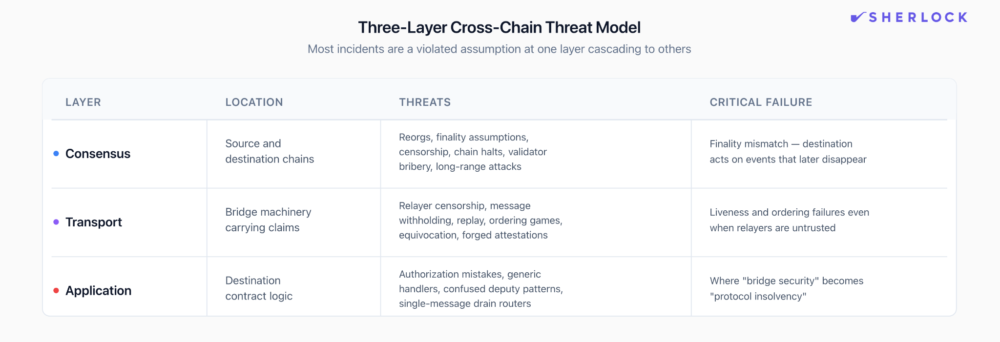 SHERLOCK
Three-Layer Cross-Chain Threat Model
Most incidents are a violated assumption at one layer cascading to others
LAYER
LOCATION
THREATS
CRITICAL FAILURE
Consensus
Source and
destination chains
Reorgs, finality assumptions,
censorship, chain halts, validator
bribery, long-range attacks
Finality mismatch — destination
acts on events that later disappear
Transport
Bridge machinery
carrying claims
Relayer censorship, message
withholding, replay, ordering games,
equivocation, forged attestations
Liveness and ordering failures even
when relayers are untrusted
Application
Destination
contract logic
Authorization mistakes, generic
handlers, confused deputy patterns,
single-message drain routers
Where "bridge security" becomes
"protocol insolvency"